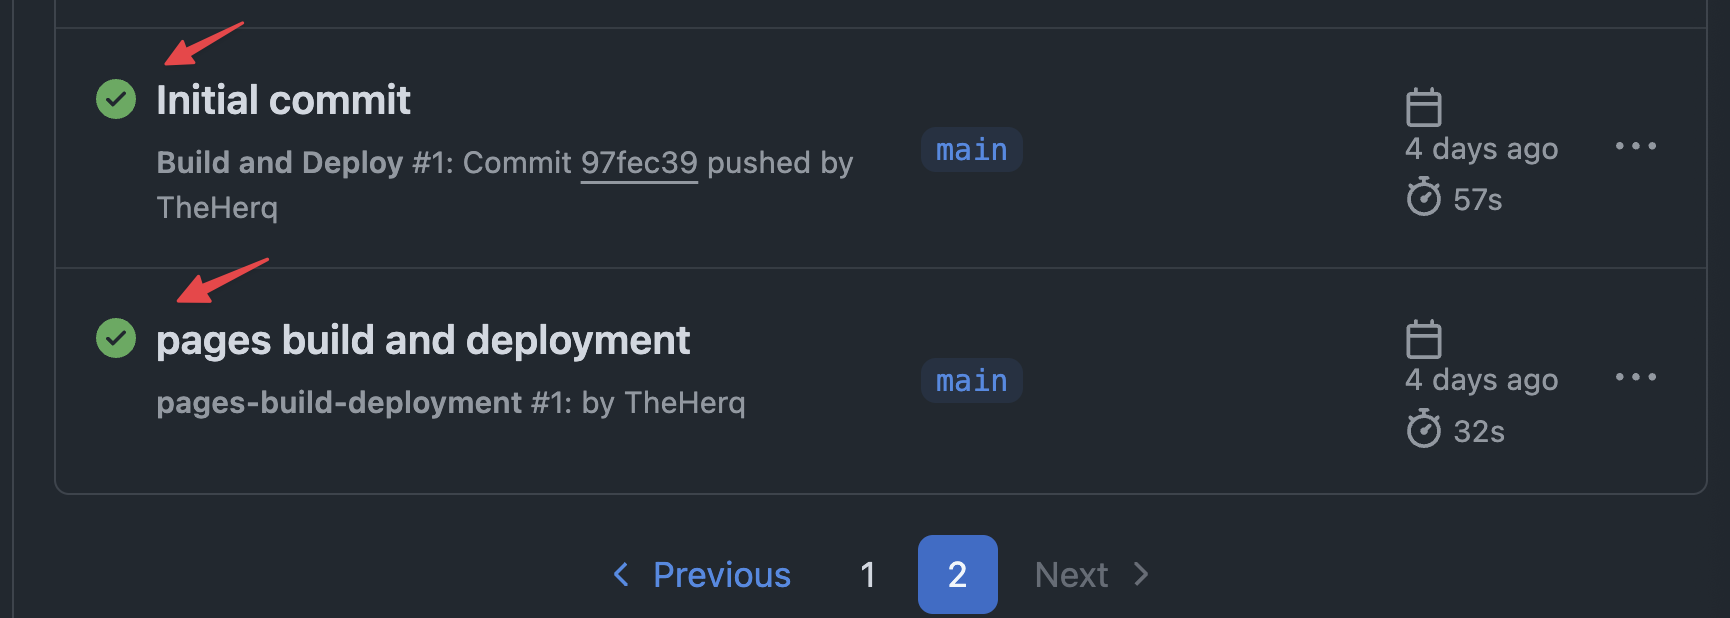 Initial commit
Build and Deploy #1: Commit 97fec39 pushed by
TheHerq
main
4 days ago
57s
pages build and deployment
pages-build-deployment #1: by TheHerq
main
4 days ago
32s
Previous 1 2 Next